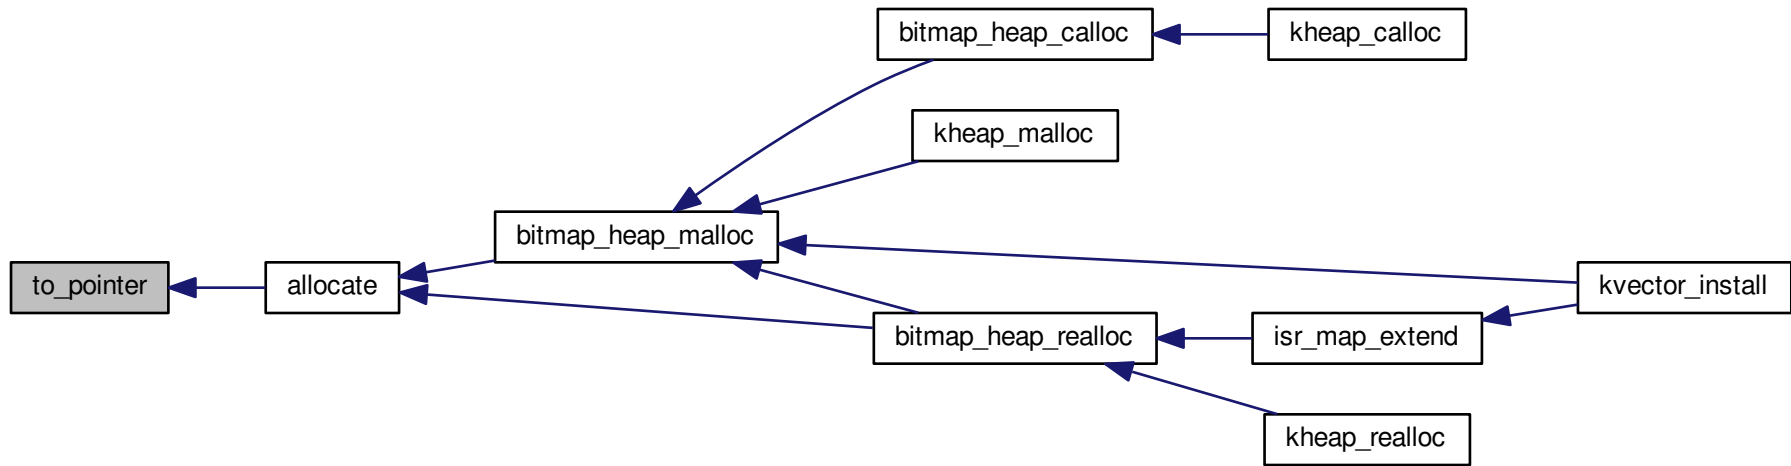 bitmap_heap_calloc
kheap_calloc
kheap_malloc
bitmap_heap_malloc
to_pointer
allocate
kvector_install
bitmap_heap_realloc
isr_map_extend
kheap_realloc